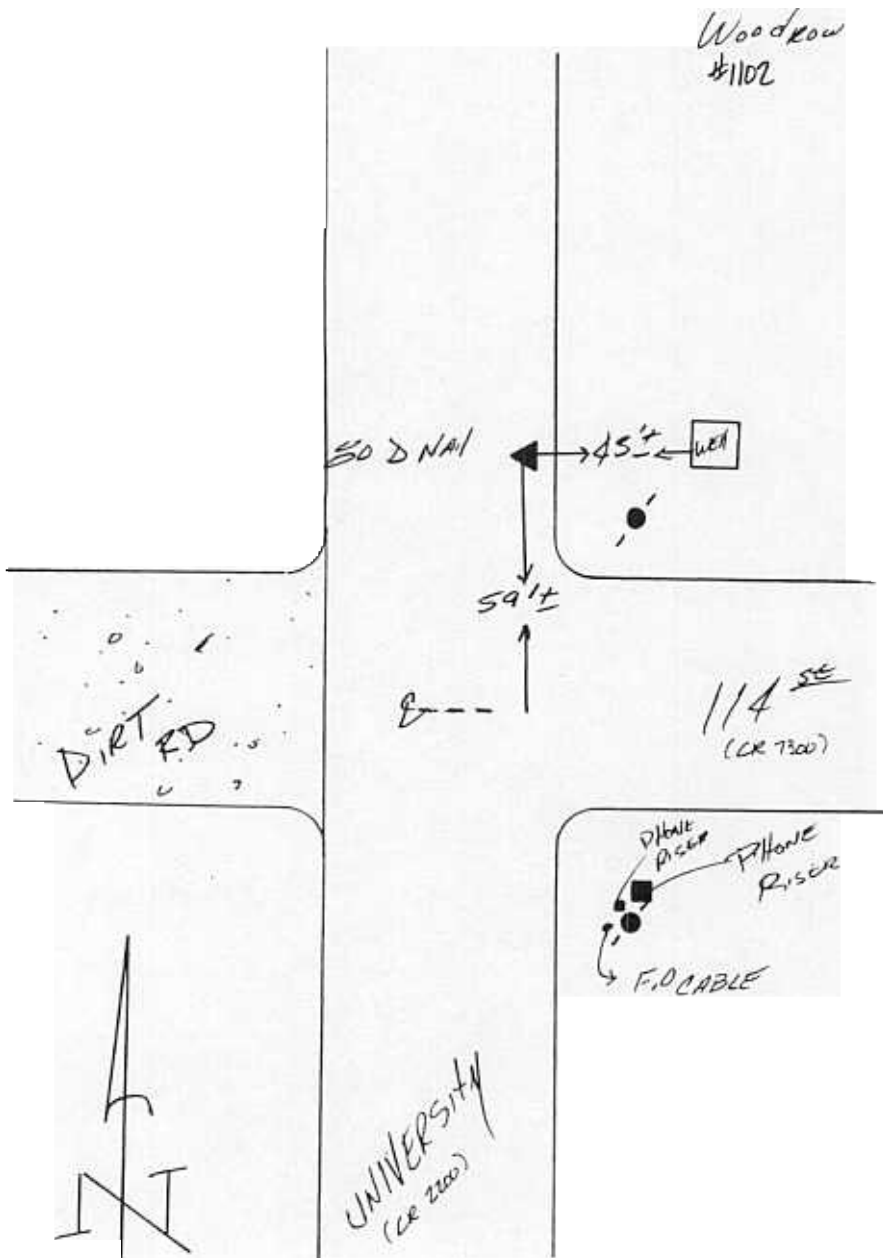 Woodrow
#1102
60 D NAIL
45'±
WELL
59'±
DIRT RD
114 st
(CR 7300)
PHONE
RISER
PHONE
RISER
F.O CABLE
UNIVERSITY
(CR 2200)
N